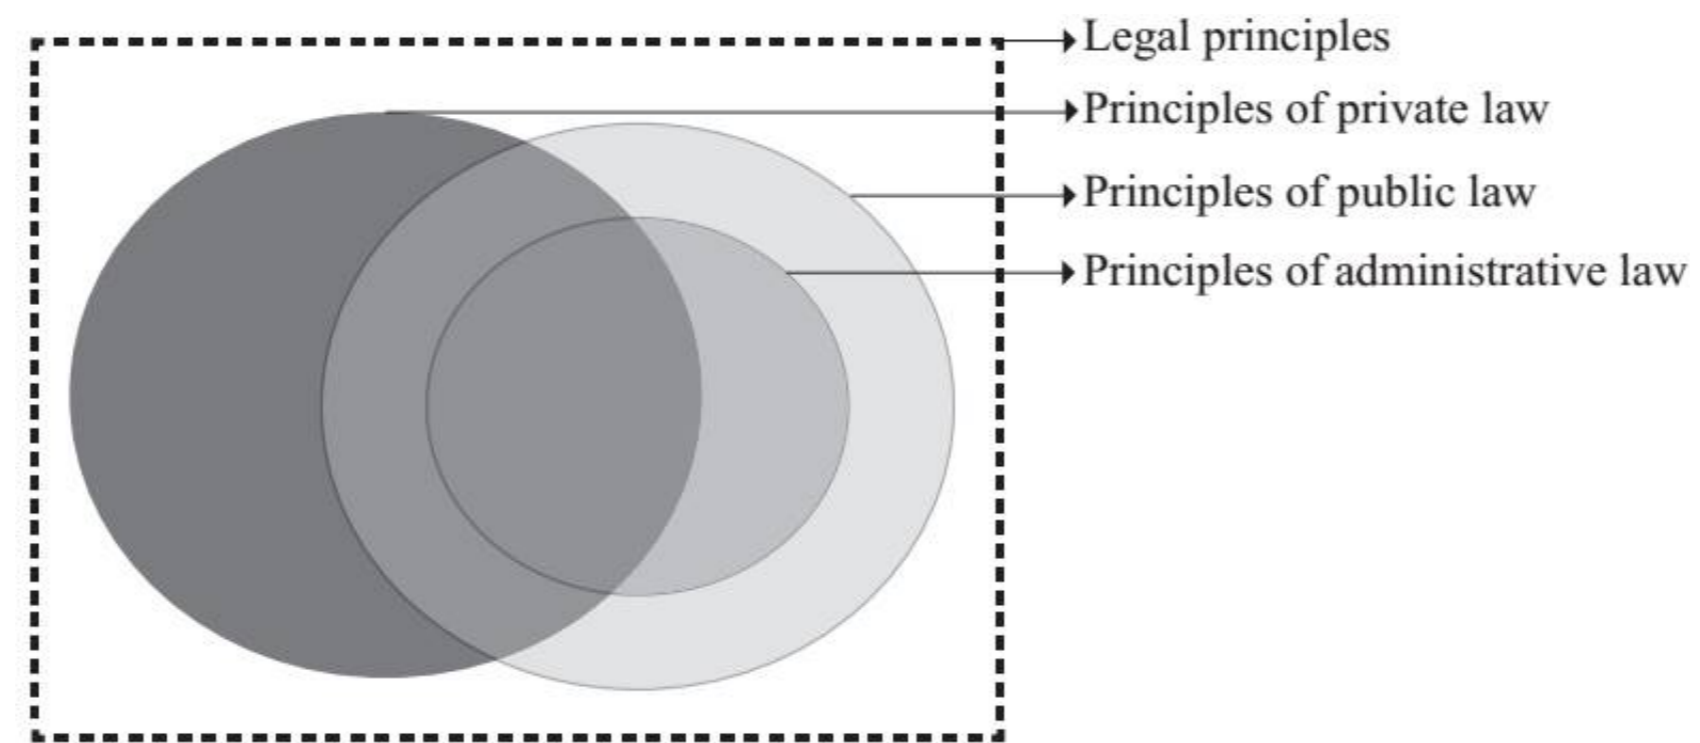 Legal principles
Principles of private law
Principles of public law
Principles of administrative law